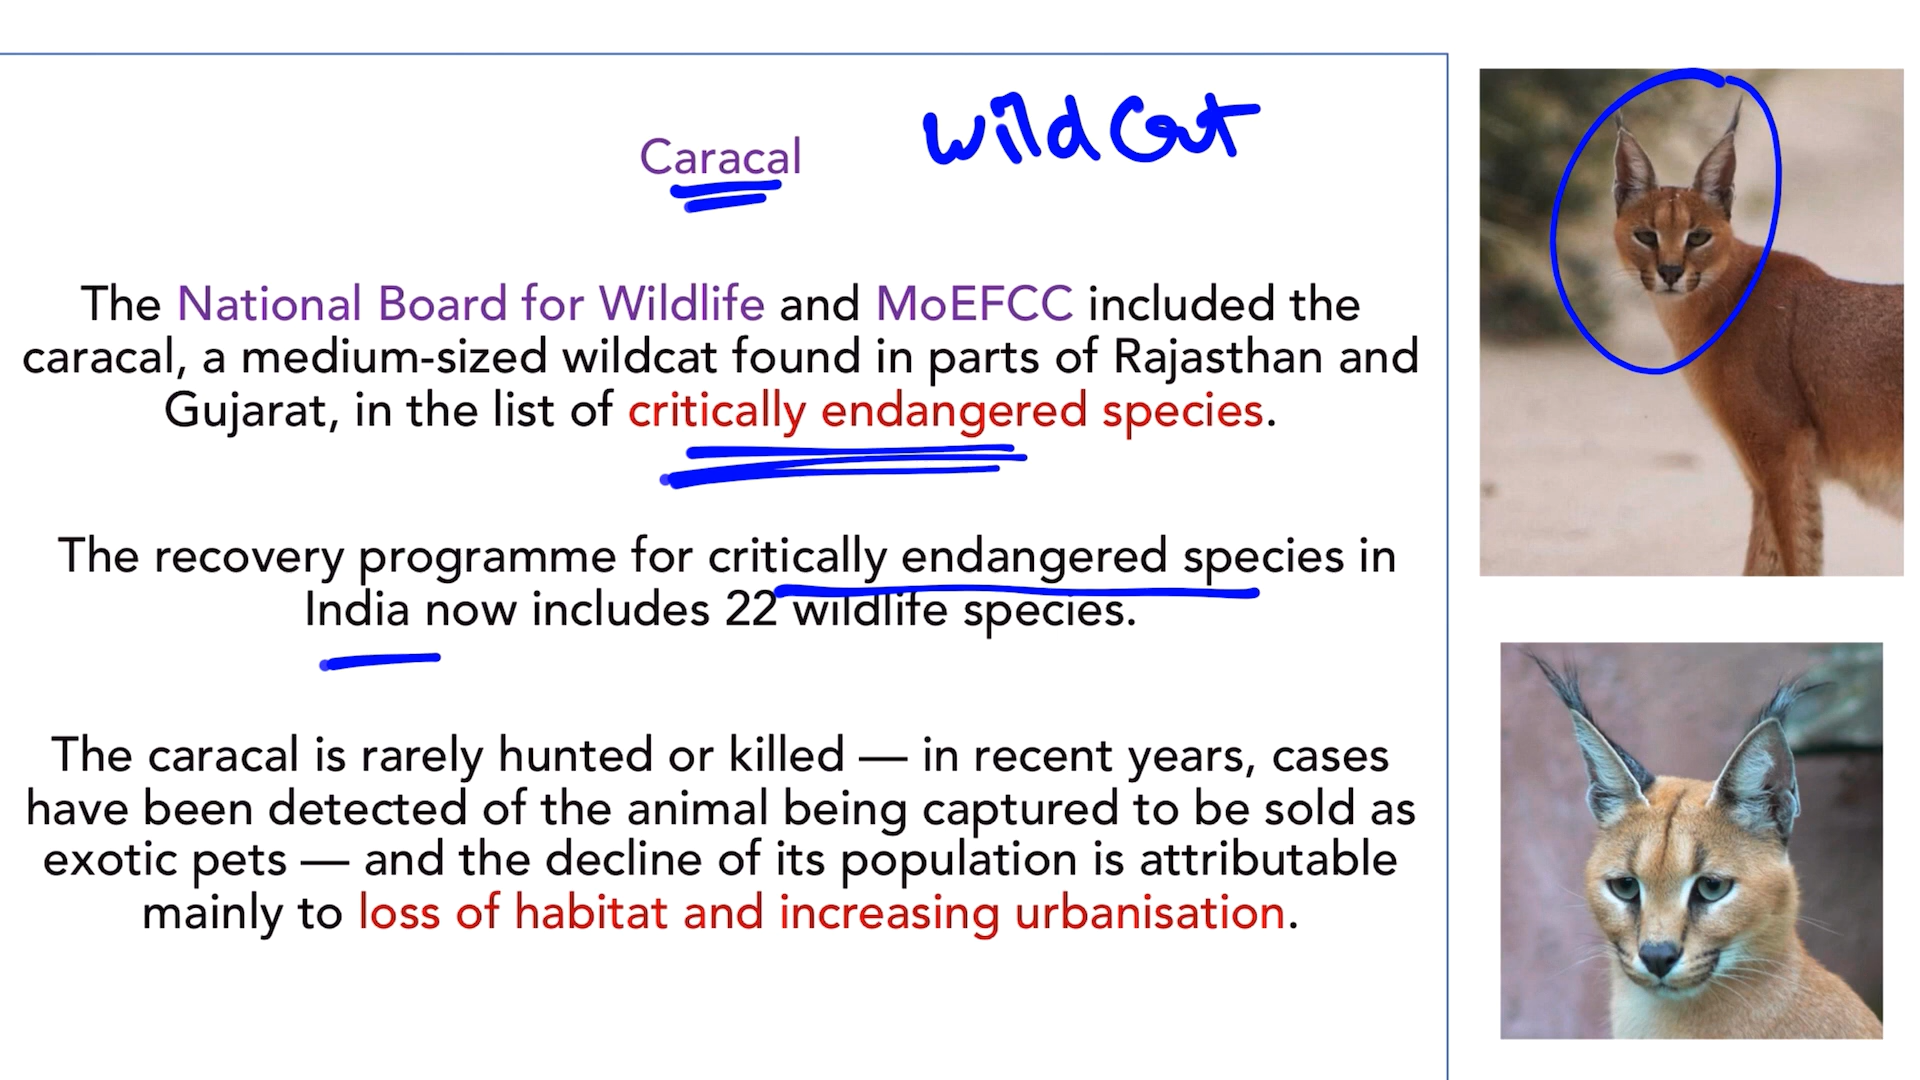 Caracal
wild Cat
The National Board for Wildlife and MoEFCC included the
caracal, a medium-sized wildcat found in parts of Rajasthan and
Gujarat, in the list of critically endangered species.
The recovery programme for critically endangered species in
India now includes 22 wildlife species.
The caracal is rarely hunted or killed — in recent years, cases
have been detected of the animal being captured to be sold as
exotic pets — and the decline of its population is attributable
mainly to loss of habitat and increasing urbanisation.